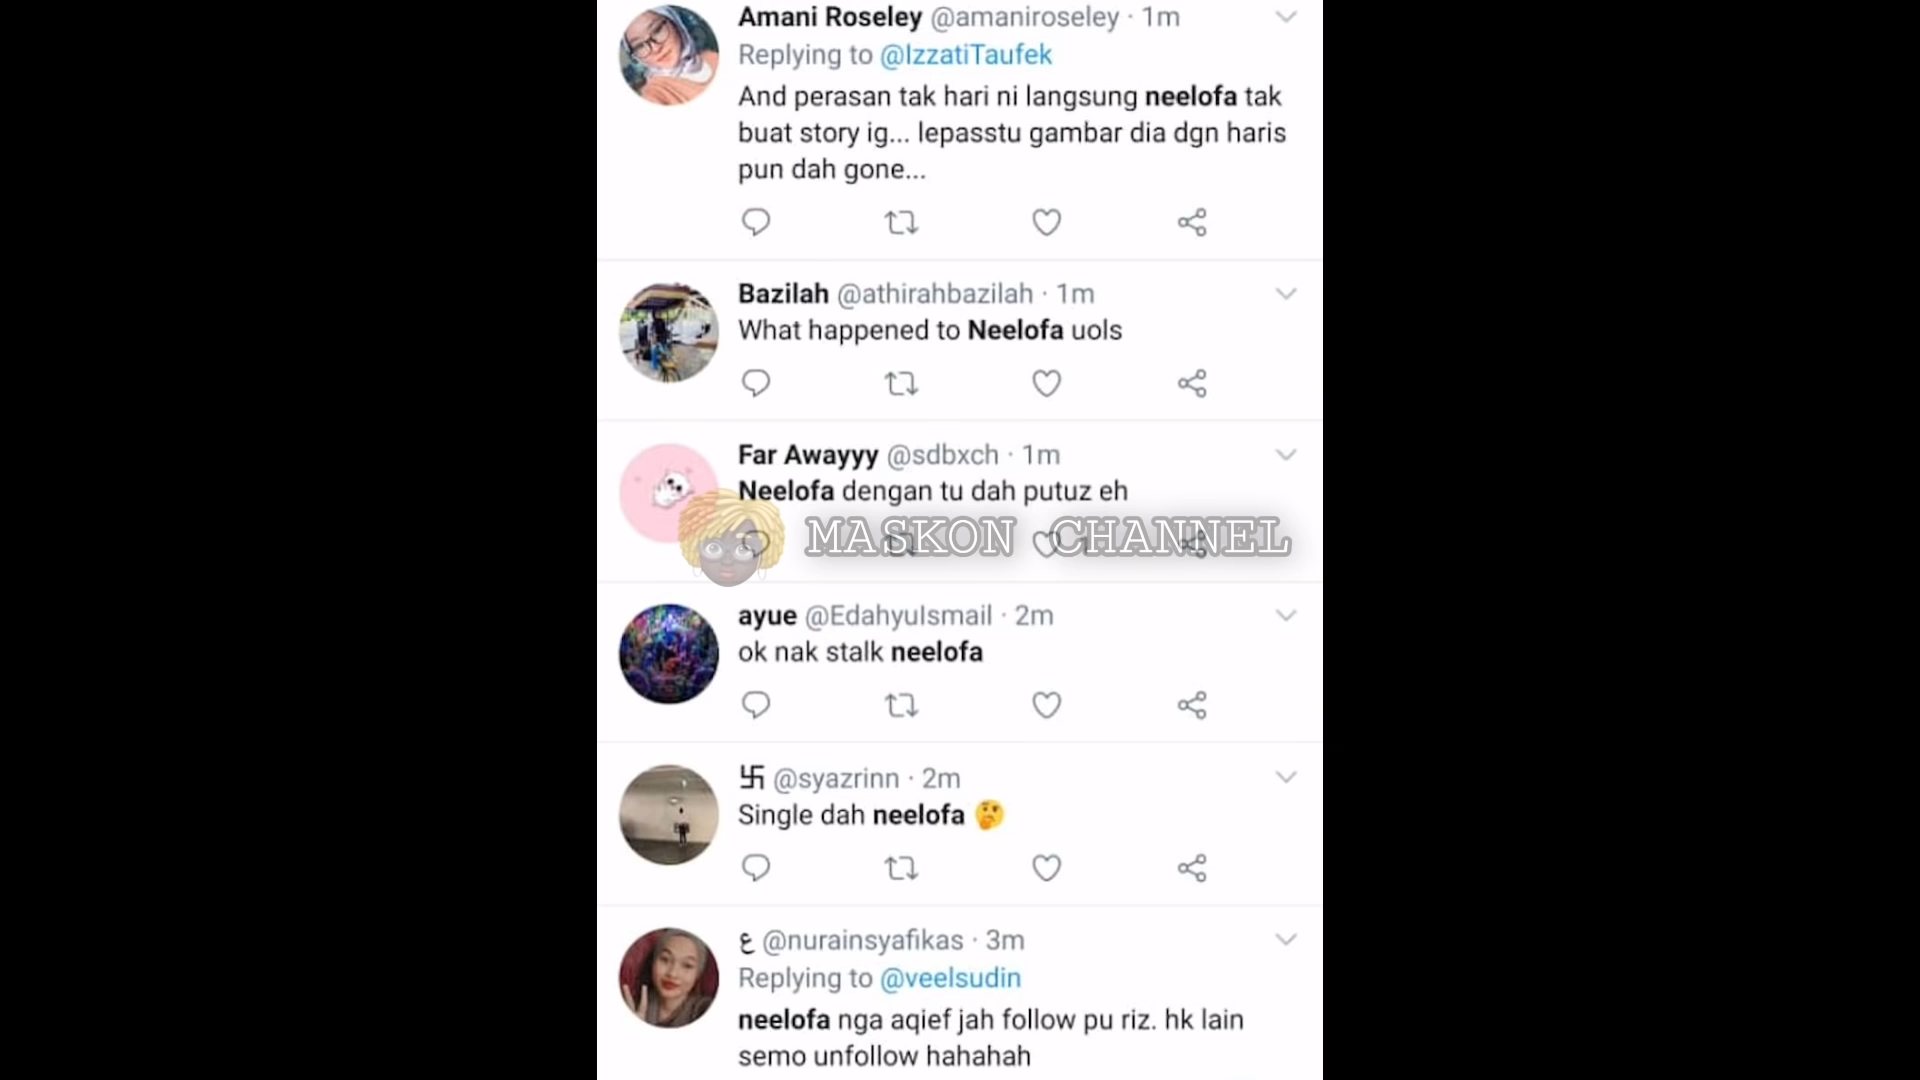 Amani Roseley @amaniroseley · 1m
Replying to @IzzatiTaufek
And perasan tak hari ni langsung neelofa tak
buat story ig... lepasstu gambar dia dgn haris
pun dah gone...
Bazilah @athirahbazilah · 1m
What happened to Neelofa uols
Far Awayyy @sdbxch · 1m
Neelofa dengan tu dah putuz eh
MASKON CHANNEL
ayue @EdahyuIsmail · 2m
ok nak stalk neelofa
卐 @syazrinn · 2m
Single dah neelofa 🤔
ع @nurainsyafikas · 3m
Replying to @veelsudin
neelofa nga aqief jah follow pu riz. hk lain
semo unfollow hahahah